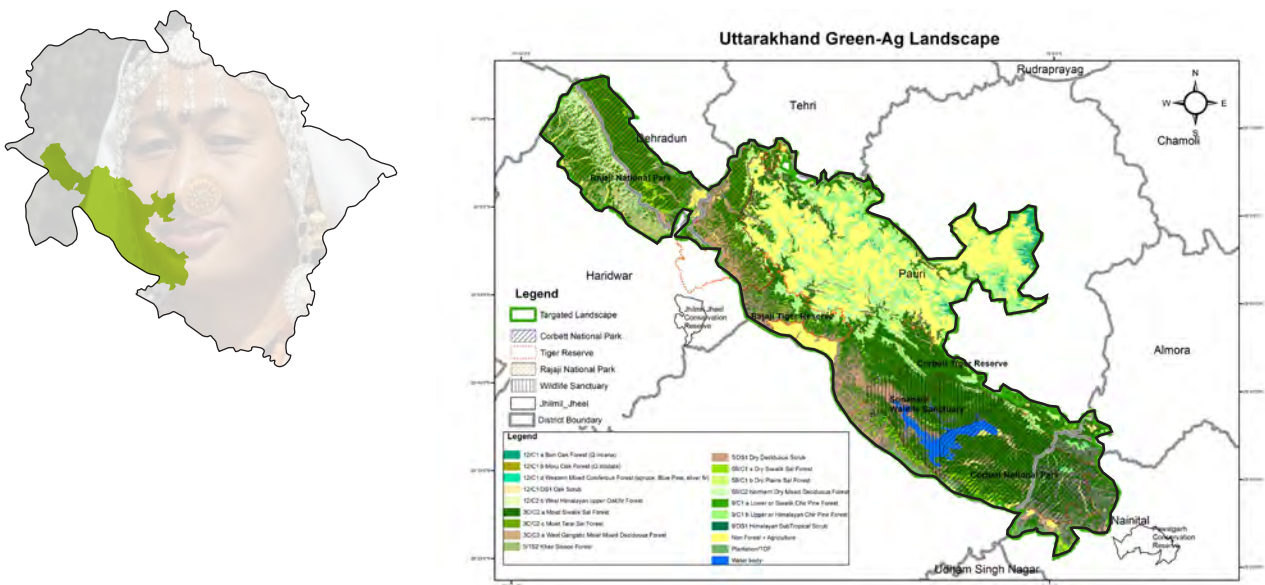 Uttarakhand Green-Ag Landscape
Rudraprayag
N
W
E
S
Tehri
Chamoli
Dehradun
Rajaji National Park
Haridwar
Pauri
Legend
Targated Landscape
Corbett National Park
Tiger Reserve
Rajaji National Park
Wildlife Sanctuary
Jhilmil_Jheel
District Boundary
Jhilmil_Jheel
Conservation
Reserve
Rajaji Tiger Reserve
Corbett Tiger Reserve
Almora
Wildlife Sanctuary
Corbett National Park
Nainital
Conservation
Reserve
Udham Singh Nagar
Legend
12/C1 a Ban Oak Forest (Q incana)
12/C1 b Moru Oak Forest
12/C1 d Western Mixed Coniferous Forest (spruce, Blue Pine, silver fir)
12/C1/DS1 Oak Scrub
12/C2 b West Himalayan Upper Oak/fir Forest
3C/C2 a Moist Siwalik Sal Forest
3C/C2 c Moist Tarai Sal Forest
3C/C3 a West Gangetic Moist Mixed Deciduous Forest
5/1S2 Khair Sissoo Forest
5/DS1 Dry Deciduous Scrub
5B/C1 a Dry Siwalik Sal Forest
5B/C1 b Dry Plains Sal Forest
5B/C2 Northern Dry Mixed Deciduous Forest
9/C1 a Lower or Siwalik Chir Pine Forest
9/C1 b Upper or Himalayan Chir Pine Forest
9/DS1 Himalayan SubTropical Scrub
Non Forest + Agriculture
Plantation/TOF
Water body